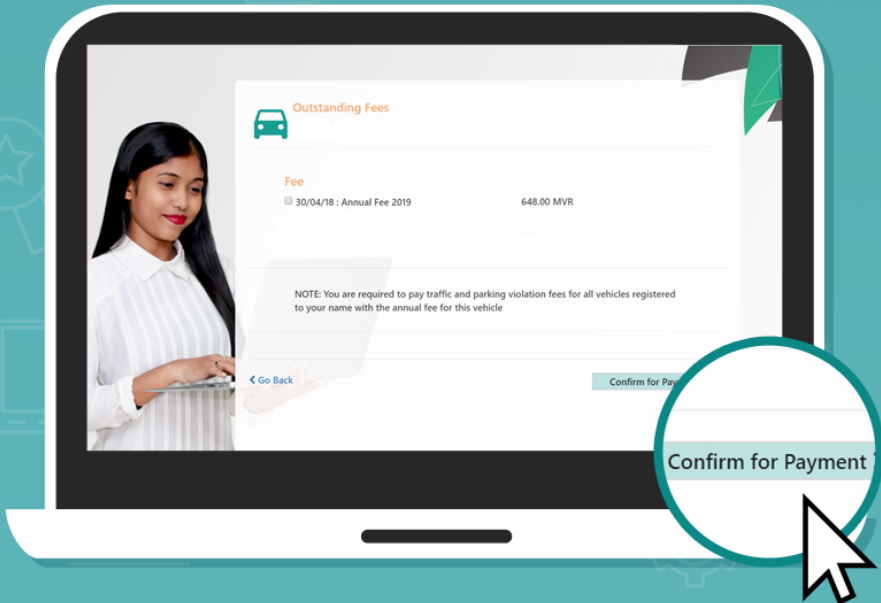 Outstanding Fees
Fee
30/04/18 : Annual Fee 2019 648.00 MVR
NOTE: You are required to pay traffic and parking violation fees for all vehicles registered
to your name with the annual fee for this vehicle
Go Back
Confirm for Pay
Confirm for Payment